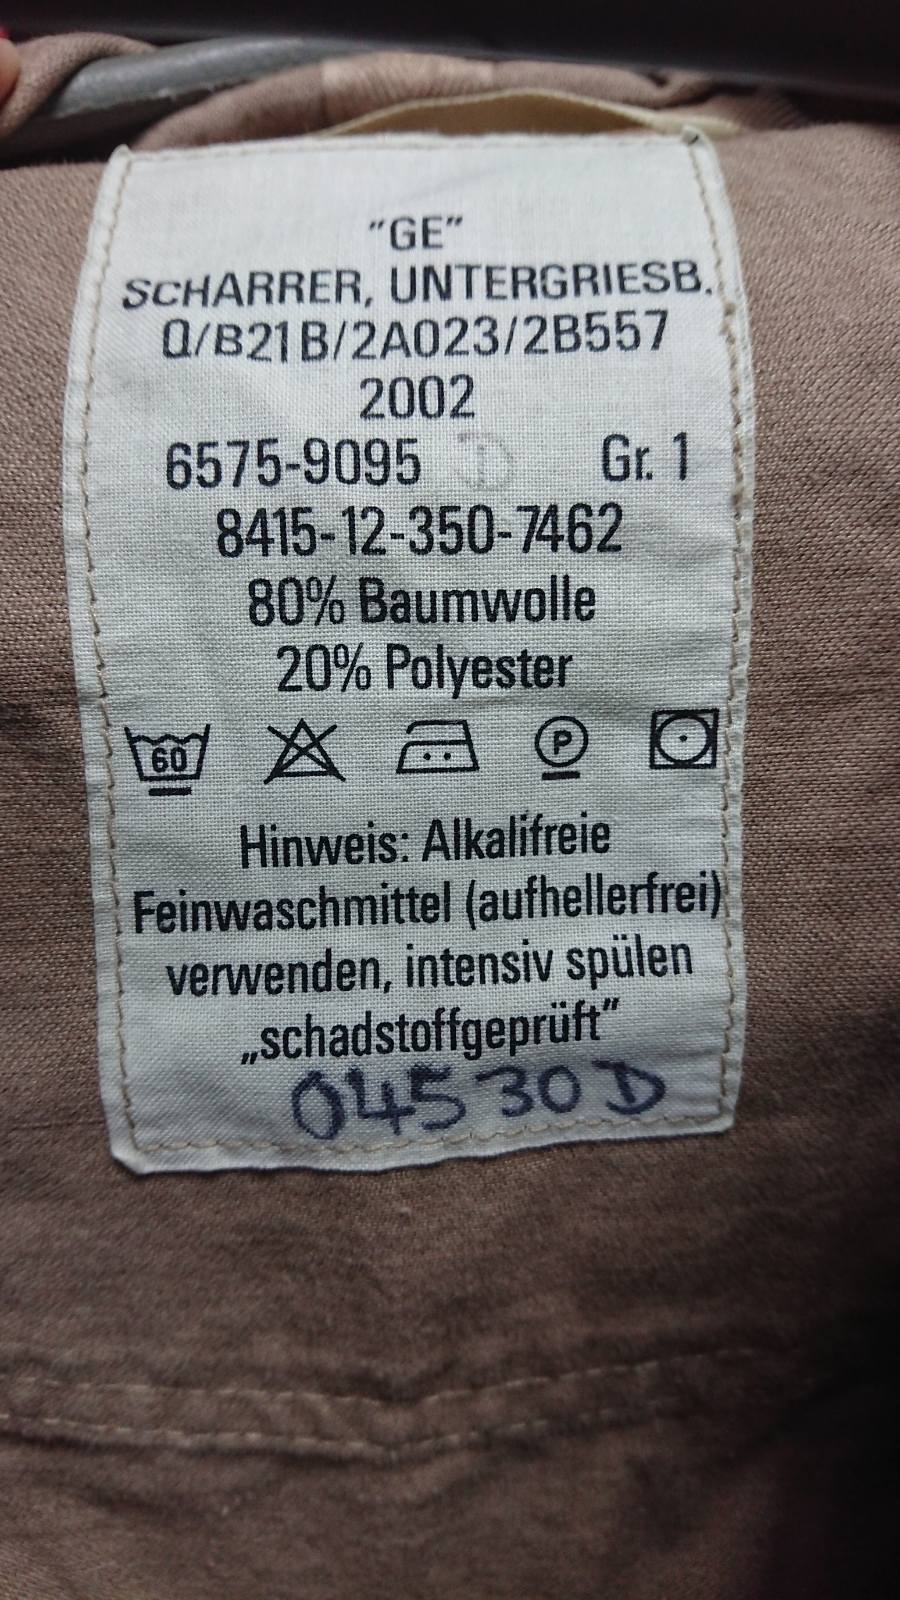 "GE"
SCHARRER, UNTERGRIESB.
Q/B21B/2A023/2B557
2002
6575-9095 D Gr. 1
8415-12-350-7462
80% Baumwolle
20% Polyester
60 P
Hinweis: Alkalifreie
Feinwaschmittel (aufhellerfrei)
verwenden, intensiv spülen
„schadstoffgeprüft"
04530D